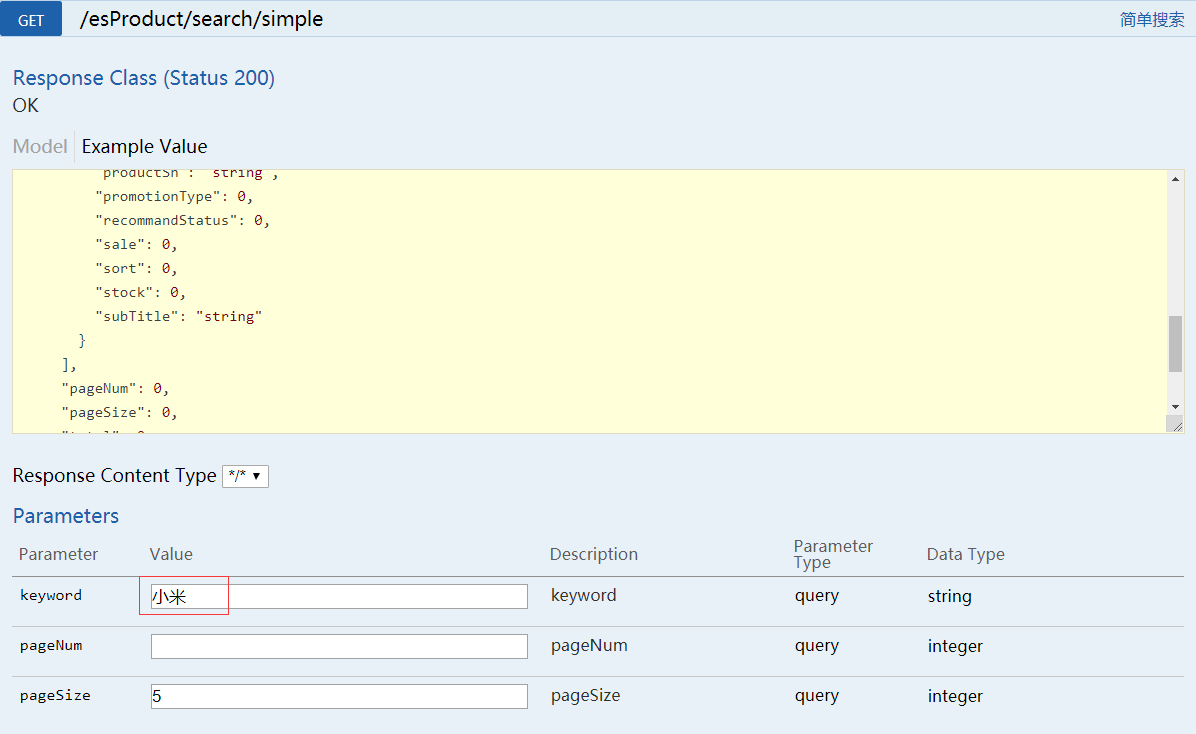 GET /esProduct/search/simple 简单搜索
Response Class (Status 200)
OK
Model Example Value
"productSn": "string",
"promotionType": 0,
"recommandStatus": 0,
"sale": 0,
"sort": 0,
"stock": 0,
"subTitle": "string"
}
],
"pageNum": 0,
"pageSize": 0,
Response Content Type */*
Parameters
Parameter Value Description Parameter Type Data Type
keyword 小米 keyword query string
pageNum pageNum query integer
pageSize 5 pageSize query integer